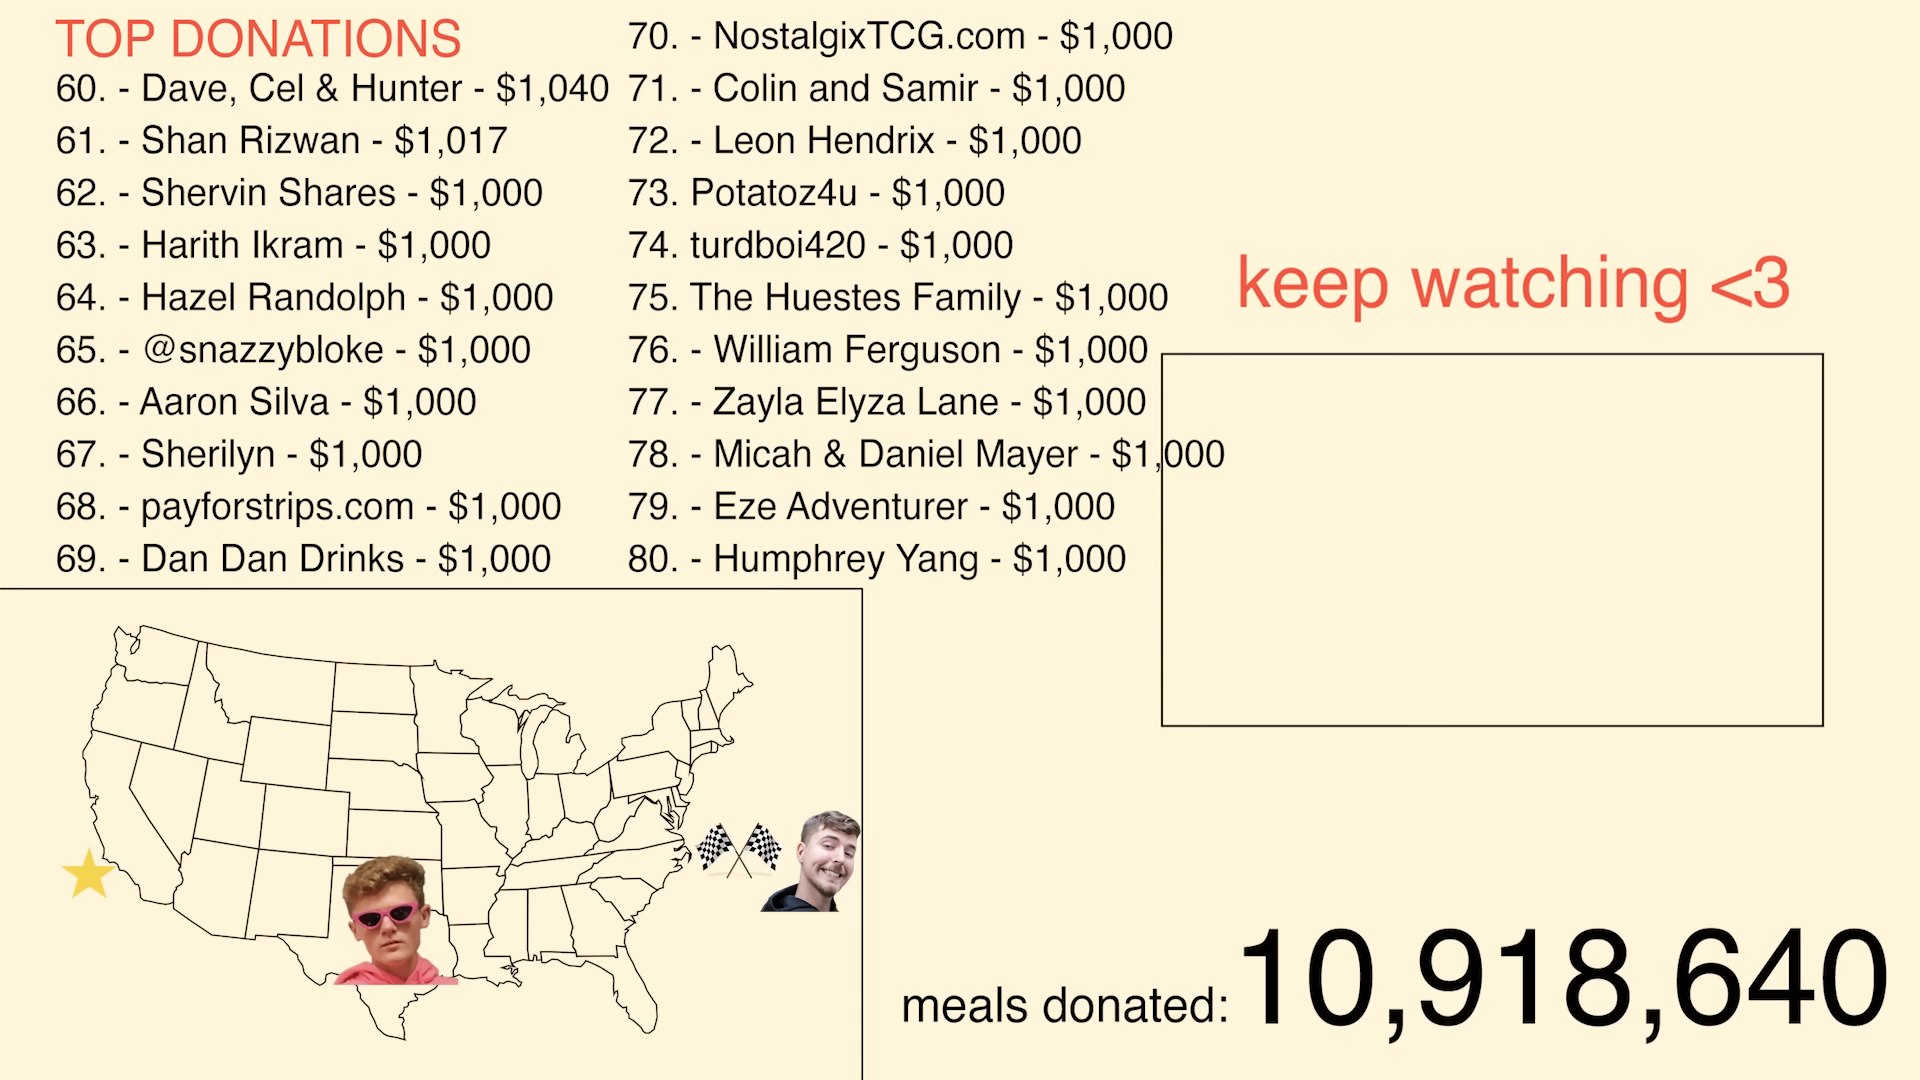 TOP DONATIONS
60. - Dave, Cel & Hunter - $1,040
61. - Shan Rizwan - $1,017
62. - Shervin Shares - $1,000
63. - Harith Ikram - $1,000
64. - Hazel Randolph - $1,000
65. - @snazzybloke - $1,000
66. - Aaron Silva - $1,000
67. - Sherilyn - $1,000
68. - payforstrips.com - $1,000
69. - Dan Dan Drinks - $1,000
70. - NostalgixTCG.com - $1,000
71. - Colin and Samir - $1,000
72. - Leon Hendrix - $1,000
73. Potatoz4u - $1,000
74. turdboi420 - $1,000
75. The Huestes Family - $1,000
76. - William Ferguson - $1,000
77. - Zayla Elyza Lane - $1,000
78. - Micah & Daniel Mayer - $1,000
79. - Eze Adventurer - $1,000
80. - Humphrey Yang - $1,000
keep watching <3
meals donated: 10,918,640